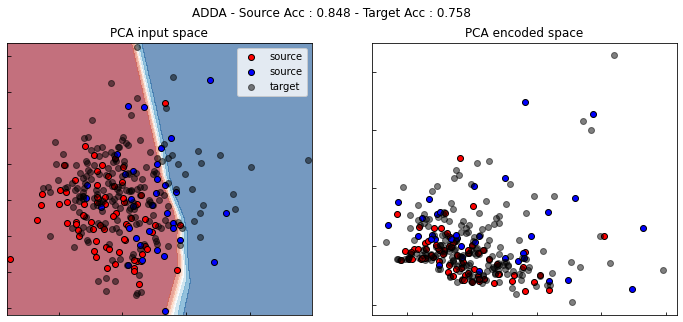 ADDA - Source Acc : 0.848 - Target Acc : 0.758
PCA input space
PCA encoded space
source
source
target